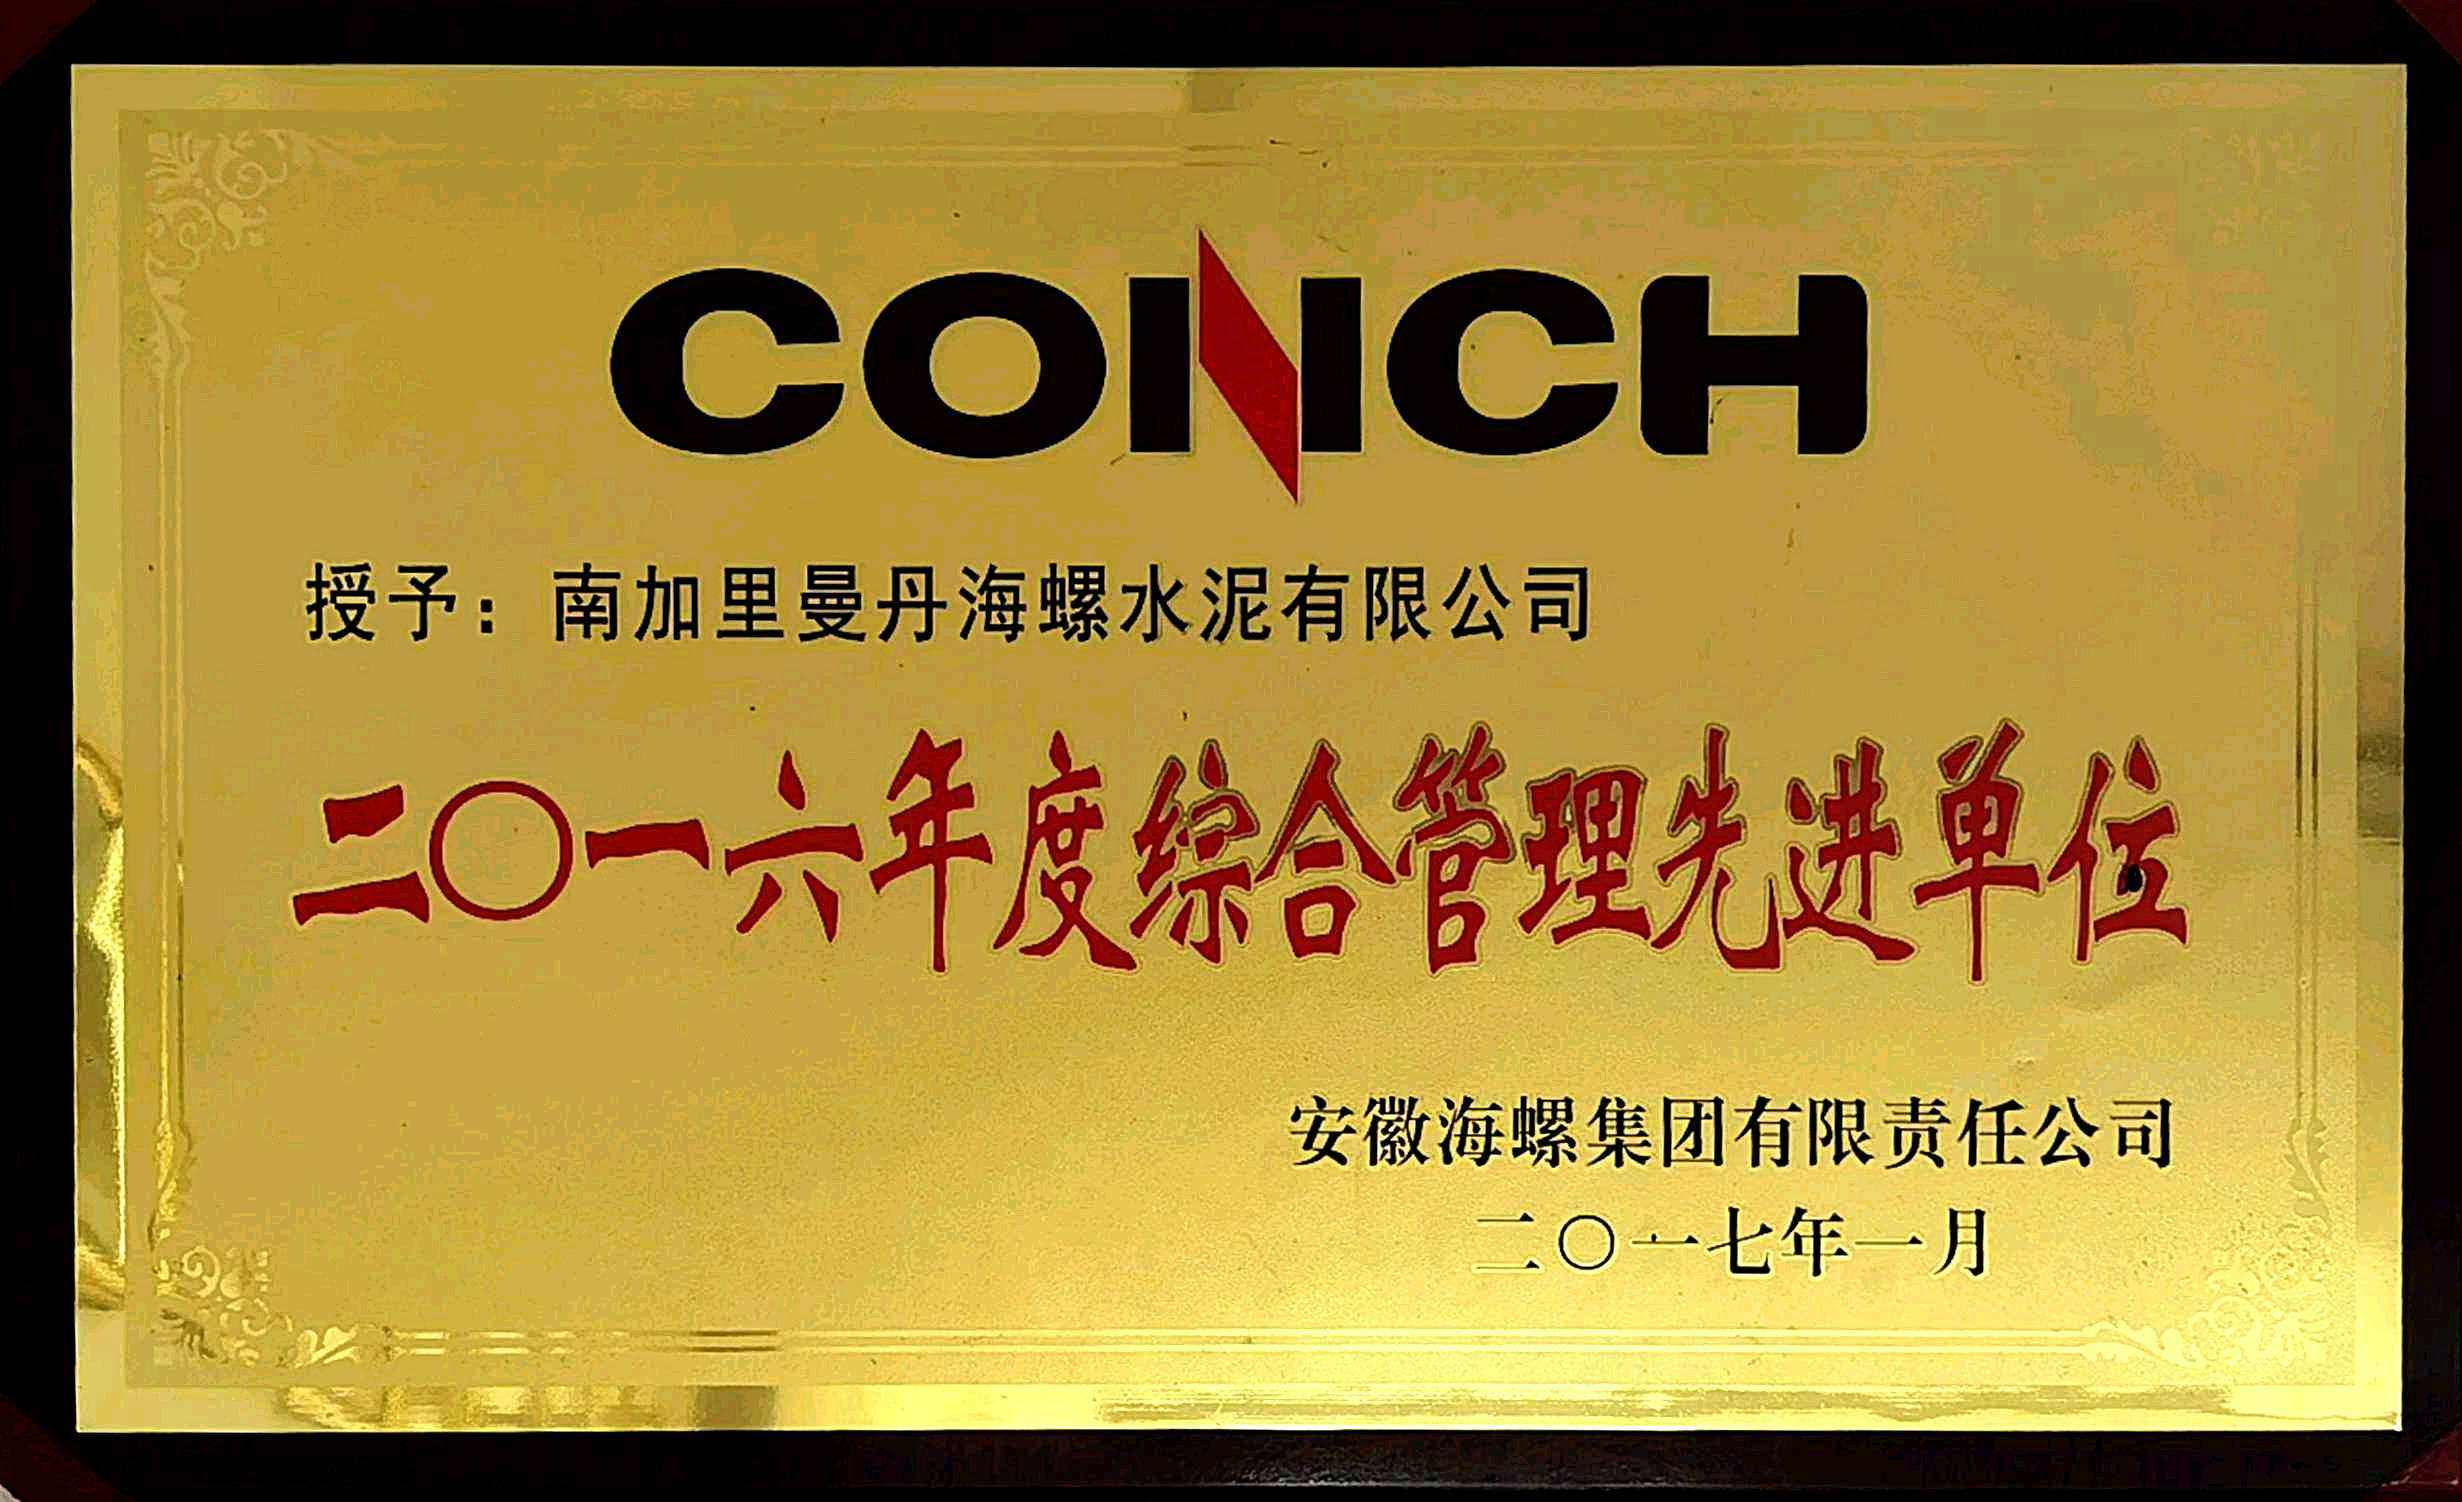 CONCH
授予：南加里曼丹海螺水泥有限公司
二〇一六年度综合管理先进单位
安徽海螺集团有限责任公司
二〇一七年一月